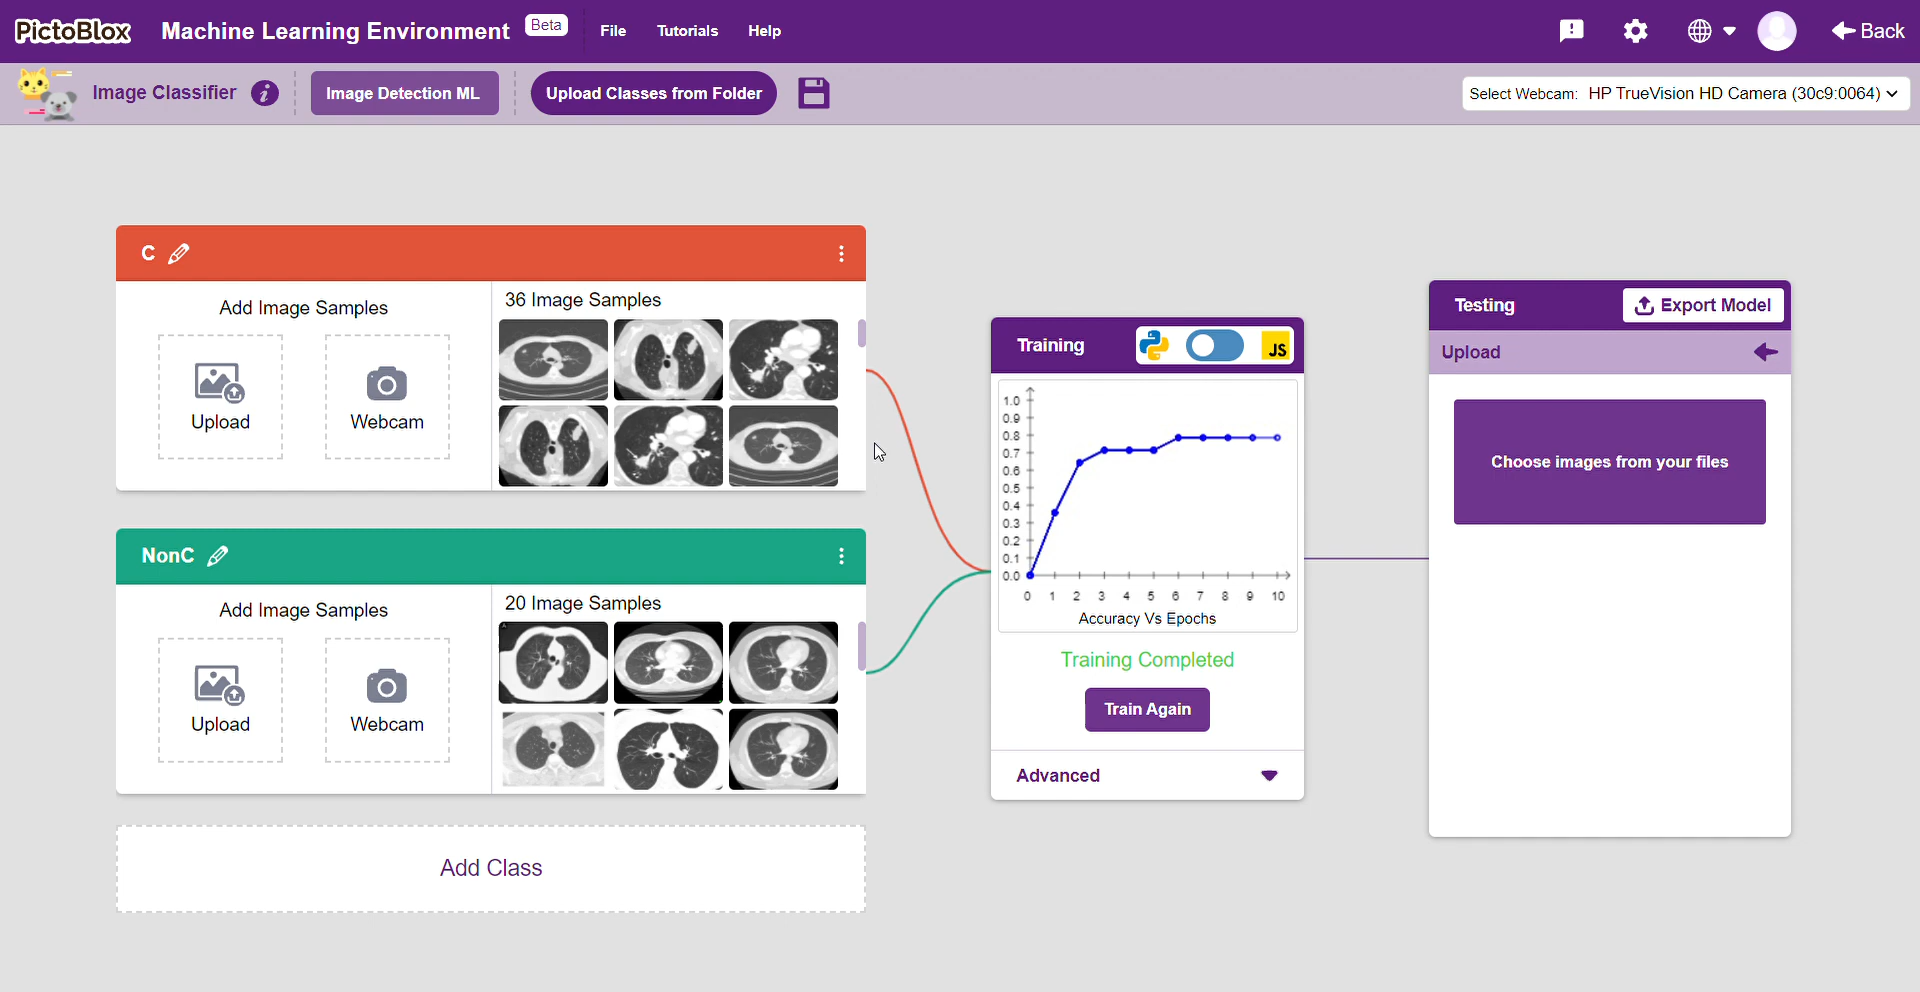 PictoBlox
Machine Learning Environment
Beta
File
Tutorials
Help
Back
Image Classifier
i
Image Detection ML
Upload Classes from Folder
Select Webcam: HP TrueVision HD Camera (30c9:0064)
C
Add Image Samples
Upload
Webcam
36 Image Samples
NonC
Add Image Samples
Upload
Webcam
20 Image Samples
Add Class
Training
JS
1.0
0.9
0.8
0.7
0.6
0.5
0.4
0.3
0.2
0.1
0.0
0 1 2 3 4 5 6 7 8 9 10
Accuracy Vs Epochs
Training Completed
Train Again
Advanced
Testing
Export Model
Upload
Choose images from your files